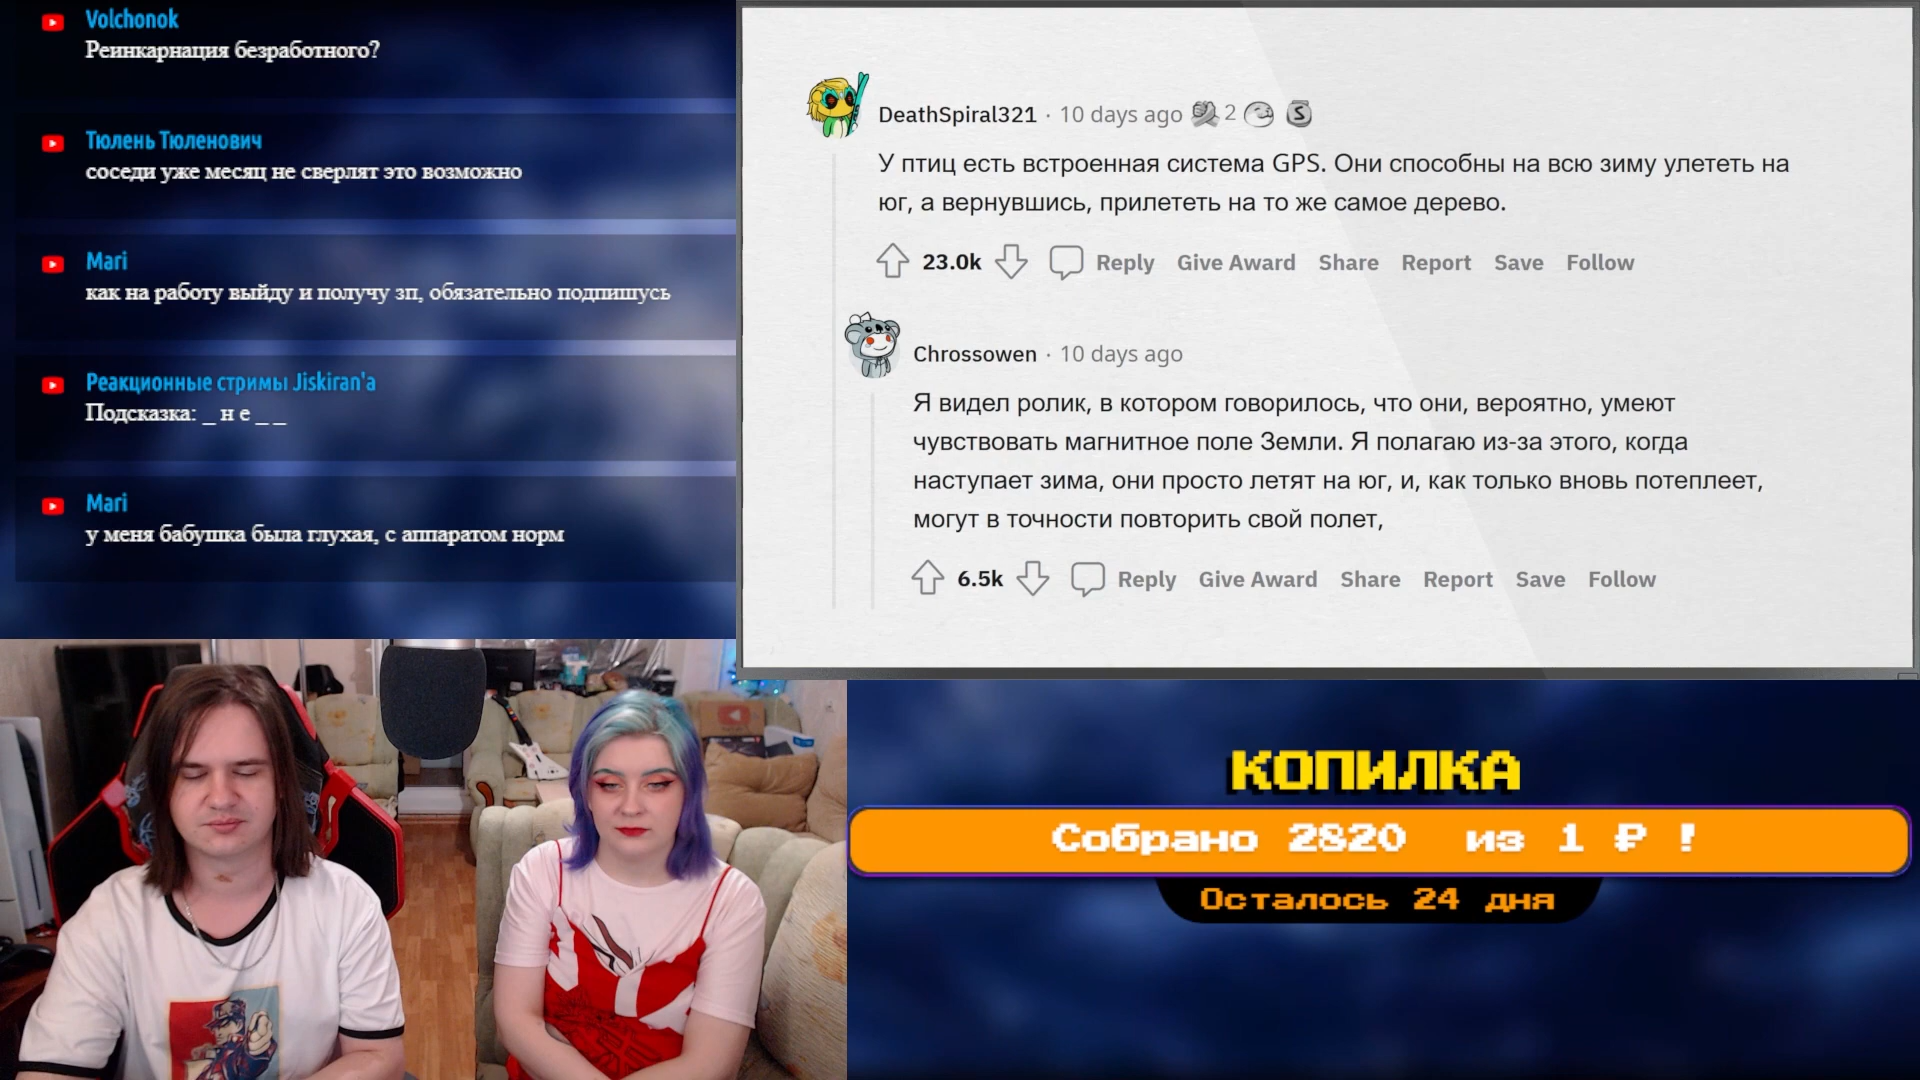 Volchonok
Реинкарнация безработного?
Тюлень Тюленович
соседи уже месяц не сверлят это возможно
Mari
как на работу выйду и получу зп, обязательно подпишусь
Реакционные стримы Jiskiran'a
Подсказка: _ н е _ _
Mari
у меня бабушка была глухая, с аппаратом норм
DeathSpiral321 · 10 days ago 2
У птиц есть встроенная система GPS. Они способны на всю зиму улететь на
юг, а вернувшись, прилететь на то же самое дерево.
23.0k Reply Give Award Share Report Save Follow
Chrossowen · 10 days ago
Я видел ролик, в котором говорилось, что они, вероятно, умеют
чувствовать магнитное поле Земли. Я полагаю из-за этого, когда
наступает зима, они просто летят на юг, и, как только вновь потеплеет,
могут в точности повторить свой полет,
6.5k Reply Give Award Share Report Save Follow
КОПИЛКА
Собрано 2820 из 1 ₽ !
Осталось 24 дня